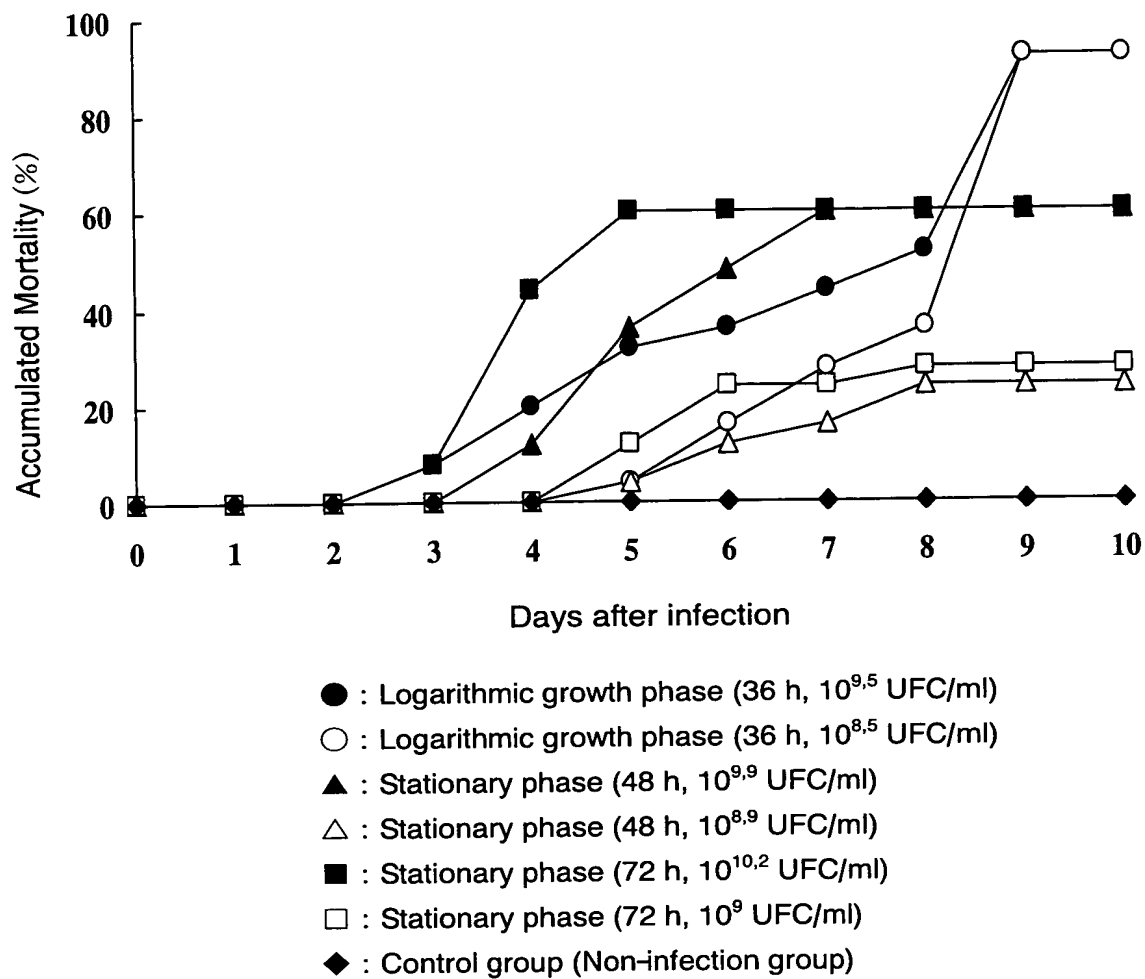 100
80
60
40
20
0
Accumulated Mortality (%)
0 1 2 3 4 5 6 7 8 9 10
Days after infection
● : Logarithmic growth phase (36 h, 10^9,5 UFC/ml)
○ : Logarithmic growth phase (36 h, 10^8,5 UFC/ml)
▲ : Stationary phase (48 h, 10^9,9 UFC/ml)
△ : Stationary phase (48 h, 10^8,9 UFC/ml)
■ : Stationary phase (72 h, 10^10,2 UFC/ml)
□ : Stationary phase (72 h, 10^9 UFC/ml)
◆ : Control group (Non-infection group)